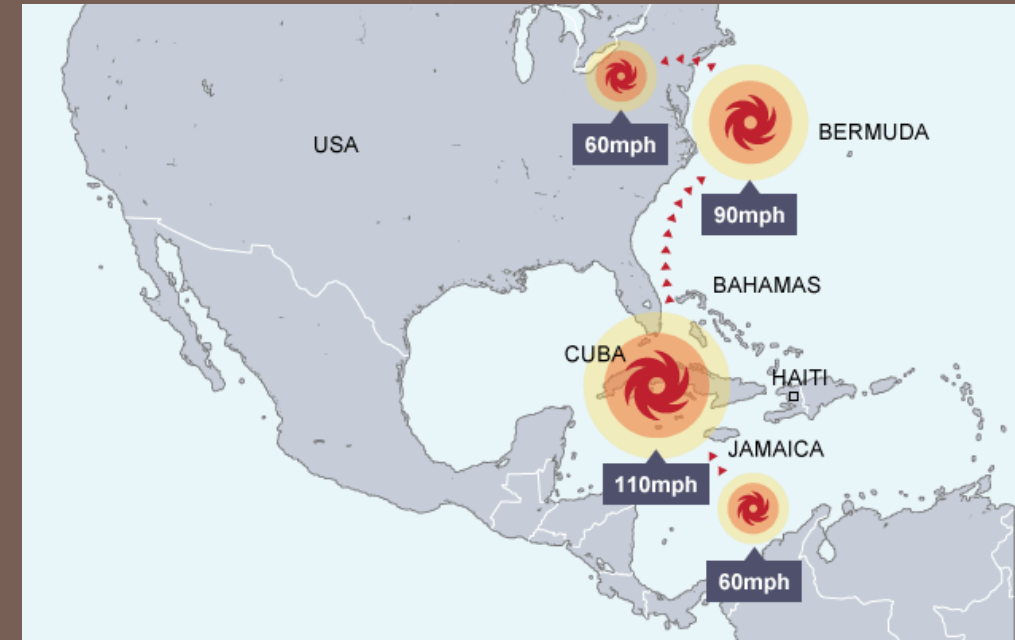 USA
60mph
BERMUDA
90mph
BAHAMAS
CUBA
HAITI
JAMAICA
110mph
60mph